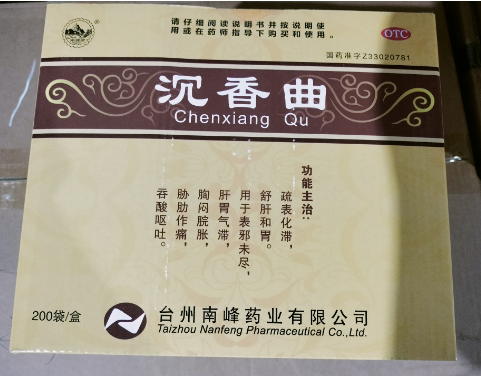 请仔细阅读说明书并按说明使
用或在药师指导下购买和使用。
OTC
国药准字Z33020781
沉香曲
Chenxiang Qu
功能主治:
疏表化滞,
舒肝和胃。
用于表邪未尽,
肝胃气滞,
胸闷脘胀,
胁肋作痛,
吞酸呕吐。
200袋/盒
台州南峰药业有限公司
Taizhou Nanfeng Pharmaceutical Co.,Ltd.